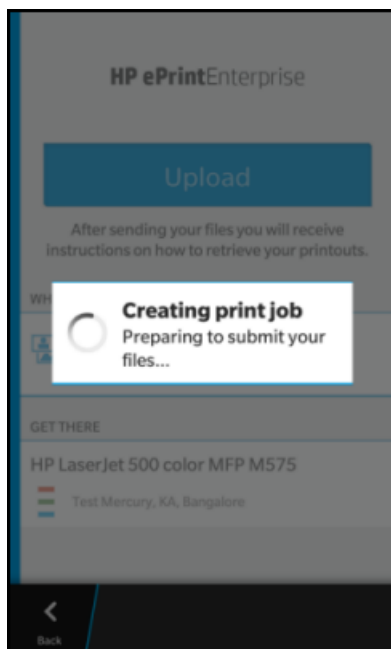 HP ePrintEnterprise
Upload
After sending your files you will receive
instructions on how to retrieve your printouts.
WH
Creating print job
Preparing to submit your
files...
GET THERE
HP LaserJet 500 color MFP M575
Test Mercury, KA, Bangalore
Back